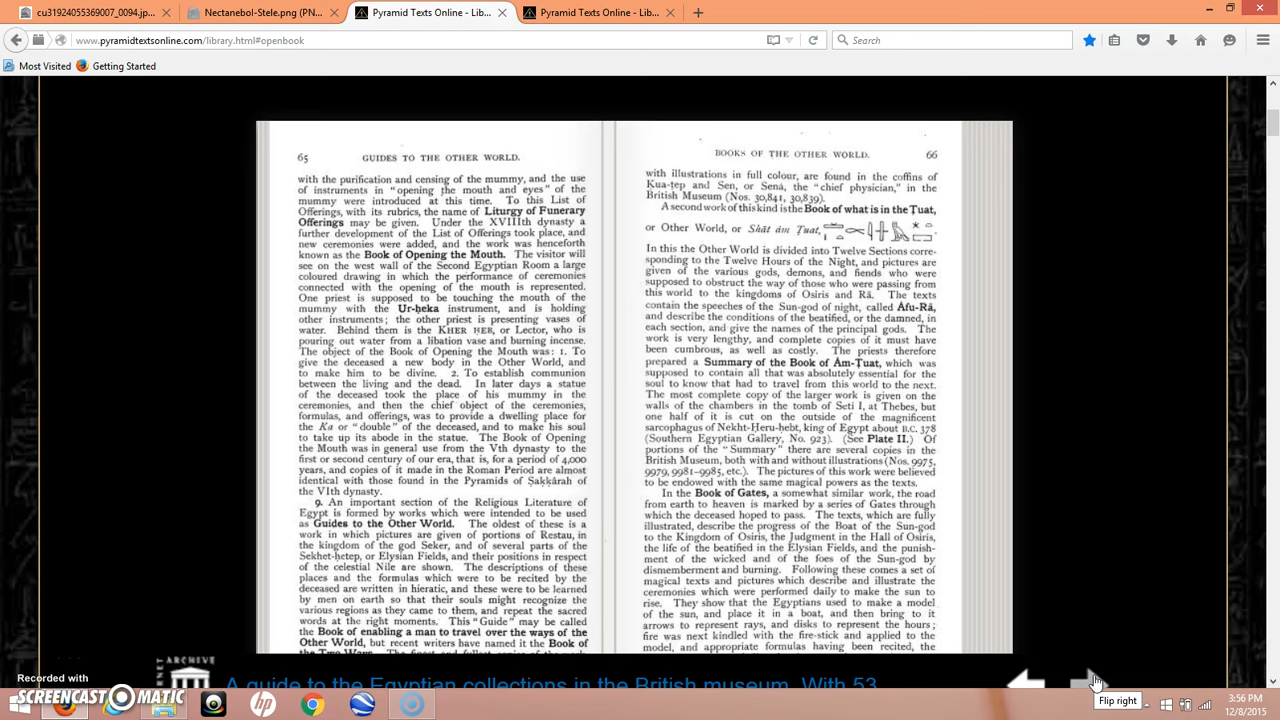 cu31924055369007_0094.jp...
Nectanebol-Stele.png (PN...
Pyramid Texts Online - Lib...
Pyramid Texts Online - Lib...
www.pyramidtextsonline.com/library.html#openbook
Search
Most Visited
Getting Started
65 GUIDES TO THE OTHER WORLD.
with the purification and censing of the mummy, and the use
of instruments in "opening the mouth and eyes" of the
mummy were introduced at this time. To this List of
Offerings, with its rubrics, the name of Liturgy of Funerary
Offerings may be given. Under the XVIIIth dynasty a
further development of the List of Offerings took place, and
new ceremonies were added, and the work was henceforth
known as the Book of Opening the Mouth. The visitor will
see on the west wall of the Second Egyptian Room a large
coloured drawing in which the performance of ceremonies
connected with the opening of the mouth is represented.
One priest is supposed to be touching the mouth of the
mummy with the Ur-ḥeka instrument, and is holding
other instruments; the other priest is presenting vases of
water. Behind them is the KHER ḤEB, or Lector, who is
pouring out water from a libation vase and burning incense.
The object of the Book of Opening the Mouth was: 1. To
give the deceased a new body in the Other World, and
to make him to be divine. 2. To establish communion
between the living and the dead. In later days a statue
of the deceased took the place of his mummy in the
ceremonies, and then the chief object of the ceremonies,
formulas, and offerings, was to provide a dwelling place for
the Ka or "double" of the deceased, and to make his soul
to take up its abode in the statue. The Book of Opening
the Mouth was in general use from the Vth dynasty to the
first or second century of our era, that is, for a period of 4,000
years, and copies of it made in the Roman Period are almost
identical with those found in the Pyramids of Ṣaḳḳârah of
the VIth dynasty.
9. An important section of the Religious Literature of
Egypt is formed by works which were intended to be used
as Guides to the Other World. The oldest of these is a
work in which pictures are given of portions of Restau, in
the kingdom of the god Seker, and of several parts of the
Sekhet-ḥetep, or Elysian Fields, and their positions in respect
of the celestial Nile are shown. The descriptions of these
places and the formulas which were to be recited by the
deceased are written in hieratic, and these were to be learned
by men on earth so that their souls might recognize the
various regions as they came to them, and repeat the sacred
words at the right moments. This "Guide" may be called
the Book of enabling a man to travel over the ways of the
Other World, but recent writers have named it the Book of
the Two Ways. The finest and fullest copies of the work
BOOKS OF THE OTHER WORLD. 66
with illustrations in full colour, are found in the coffins of
Kua-ṭep and Sen, or Senȧ, the "chief physician," in the
British Museum (Nos. 30,841, 30,839).
A second work of this kind is the Book of what is in the Ṭuat,
or Other World, or Shāt ȧm Ṭuat,
In this the Other World is divided into Twelve Sections corre-
sponding to the Twelve Hours of the Night, and pictures are
given of the various gods, demons, and fiends who were
supposed to obstruct the way of those who were passing from
this world to the kingdoms of Osiris and Rā. The texts
contain the speeches of the Sun-god of night, called Ȧfu-Rā,
and describe the conditions of the beatified, or the damned, in
each section, and give the names of the principal gods. The
work is very lengthy, and complete copies of it must have
been cumbrous, as well as costly. The priests therefore
prepared a Summary of the Book of Ȧm-Ṭuat, which was
supposed to contain all that was absolutely essential for the
soul to know that had to travel from this world to the next.
The most complete copy of the larger work is given on the
walls of the chambers in the tomb of Seti I, at Thebes, but
one half of it is cut on the outside of the magnificent
sarcophagus of Nekht-Ḥeru-ḥebt, king of Egypt about B.C. 378
(Southern Egyptian Gallery, No. 923). (See Plate II.) Of
portions of the "Summary" there are several copies in the
British Museum, both with and without illustrations (Nos. 9975,
9979, 9981–9985, etc.). The pictures of this work were believed
to be endowed with the same magical powers as the texts.
In the Book of Gates, a somewhat similar work, the road
from earth to heaven is marked by a series of Gates through
which the deceased hoped to pass. The texts, which are fully
illustrated, describe the progress of the Boat of the Sun-god
to the Kingdom of Osiris, the Judgment in the Hall of Osiris,
the life of the beatified in the Elysian Fields, and the punish-
ment of the wicked and of the foes of the Sun-god by
dismemberment and burning. Following these comes a set of
magical texts and pictures which describe and illustrate the
ceremonies which were performed daily to make the sun to
rise. They show that the Egyptians used to make a model
of the sun, and place it in a boat, and then bring to it
arrows to represent rays, and disks to represent the hours;
fire was next kindled with the fire-stick and applied to the
model, and appropriate formulas having been recited, the
ARCHIVE
A guide to the Egyptian collections in the British museum. With 53
Flip right
Recorded with
SCREENCAST MATIC
hp
3:56 PM
12/8/2015